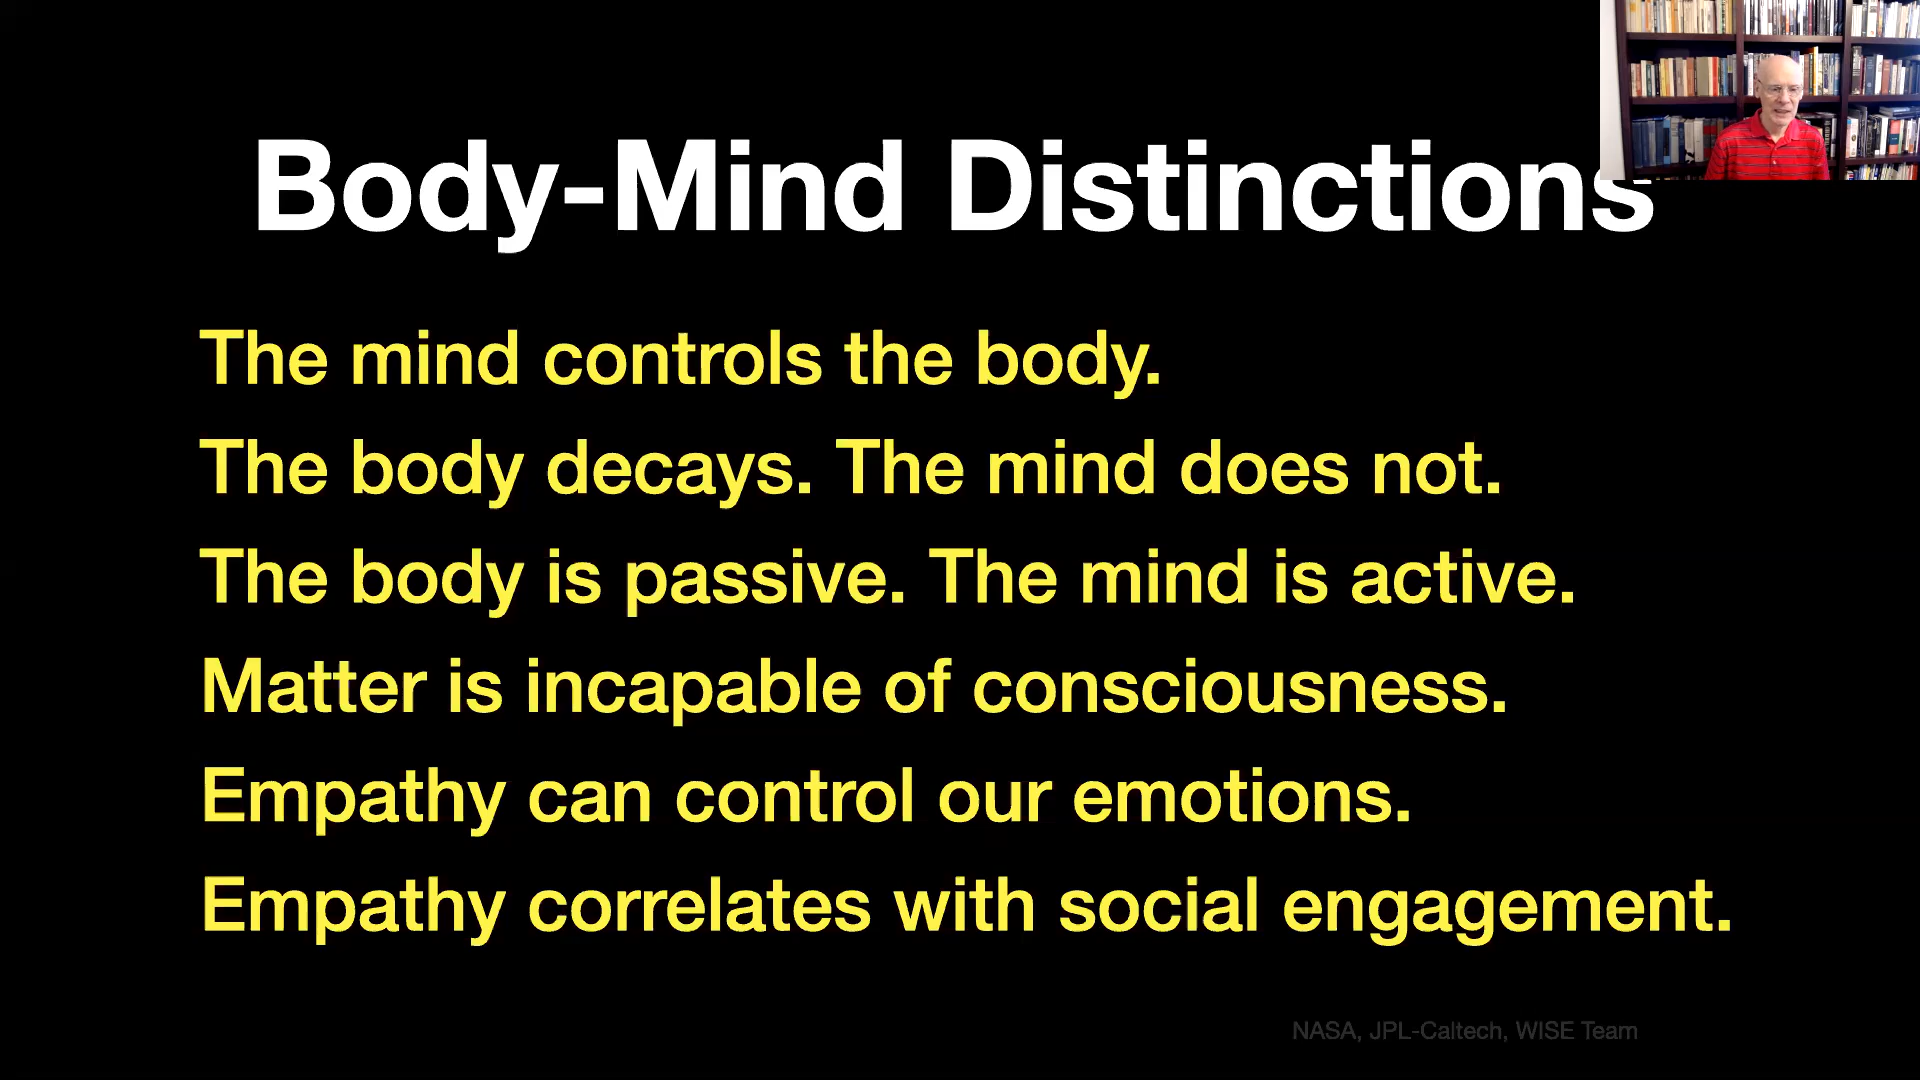 Body-Mind Distinctions
The mind controls the body.
The body decays. The mind does not.
The body is passive. The mind is active.
Matter is incapable of consciousness.
Empathy can control our emotions.
Empathy correlates with social engagement.
NASA, JPL-Caltech, WISE Team